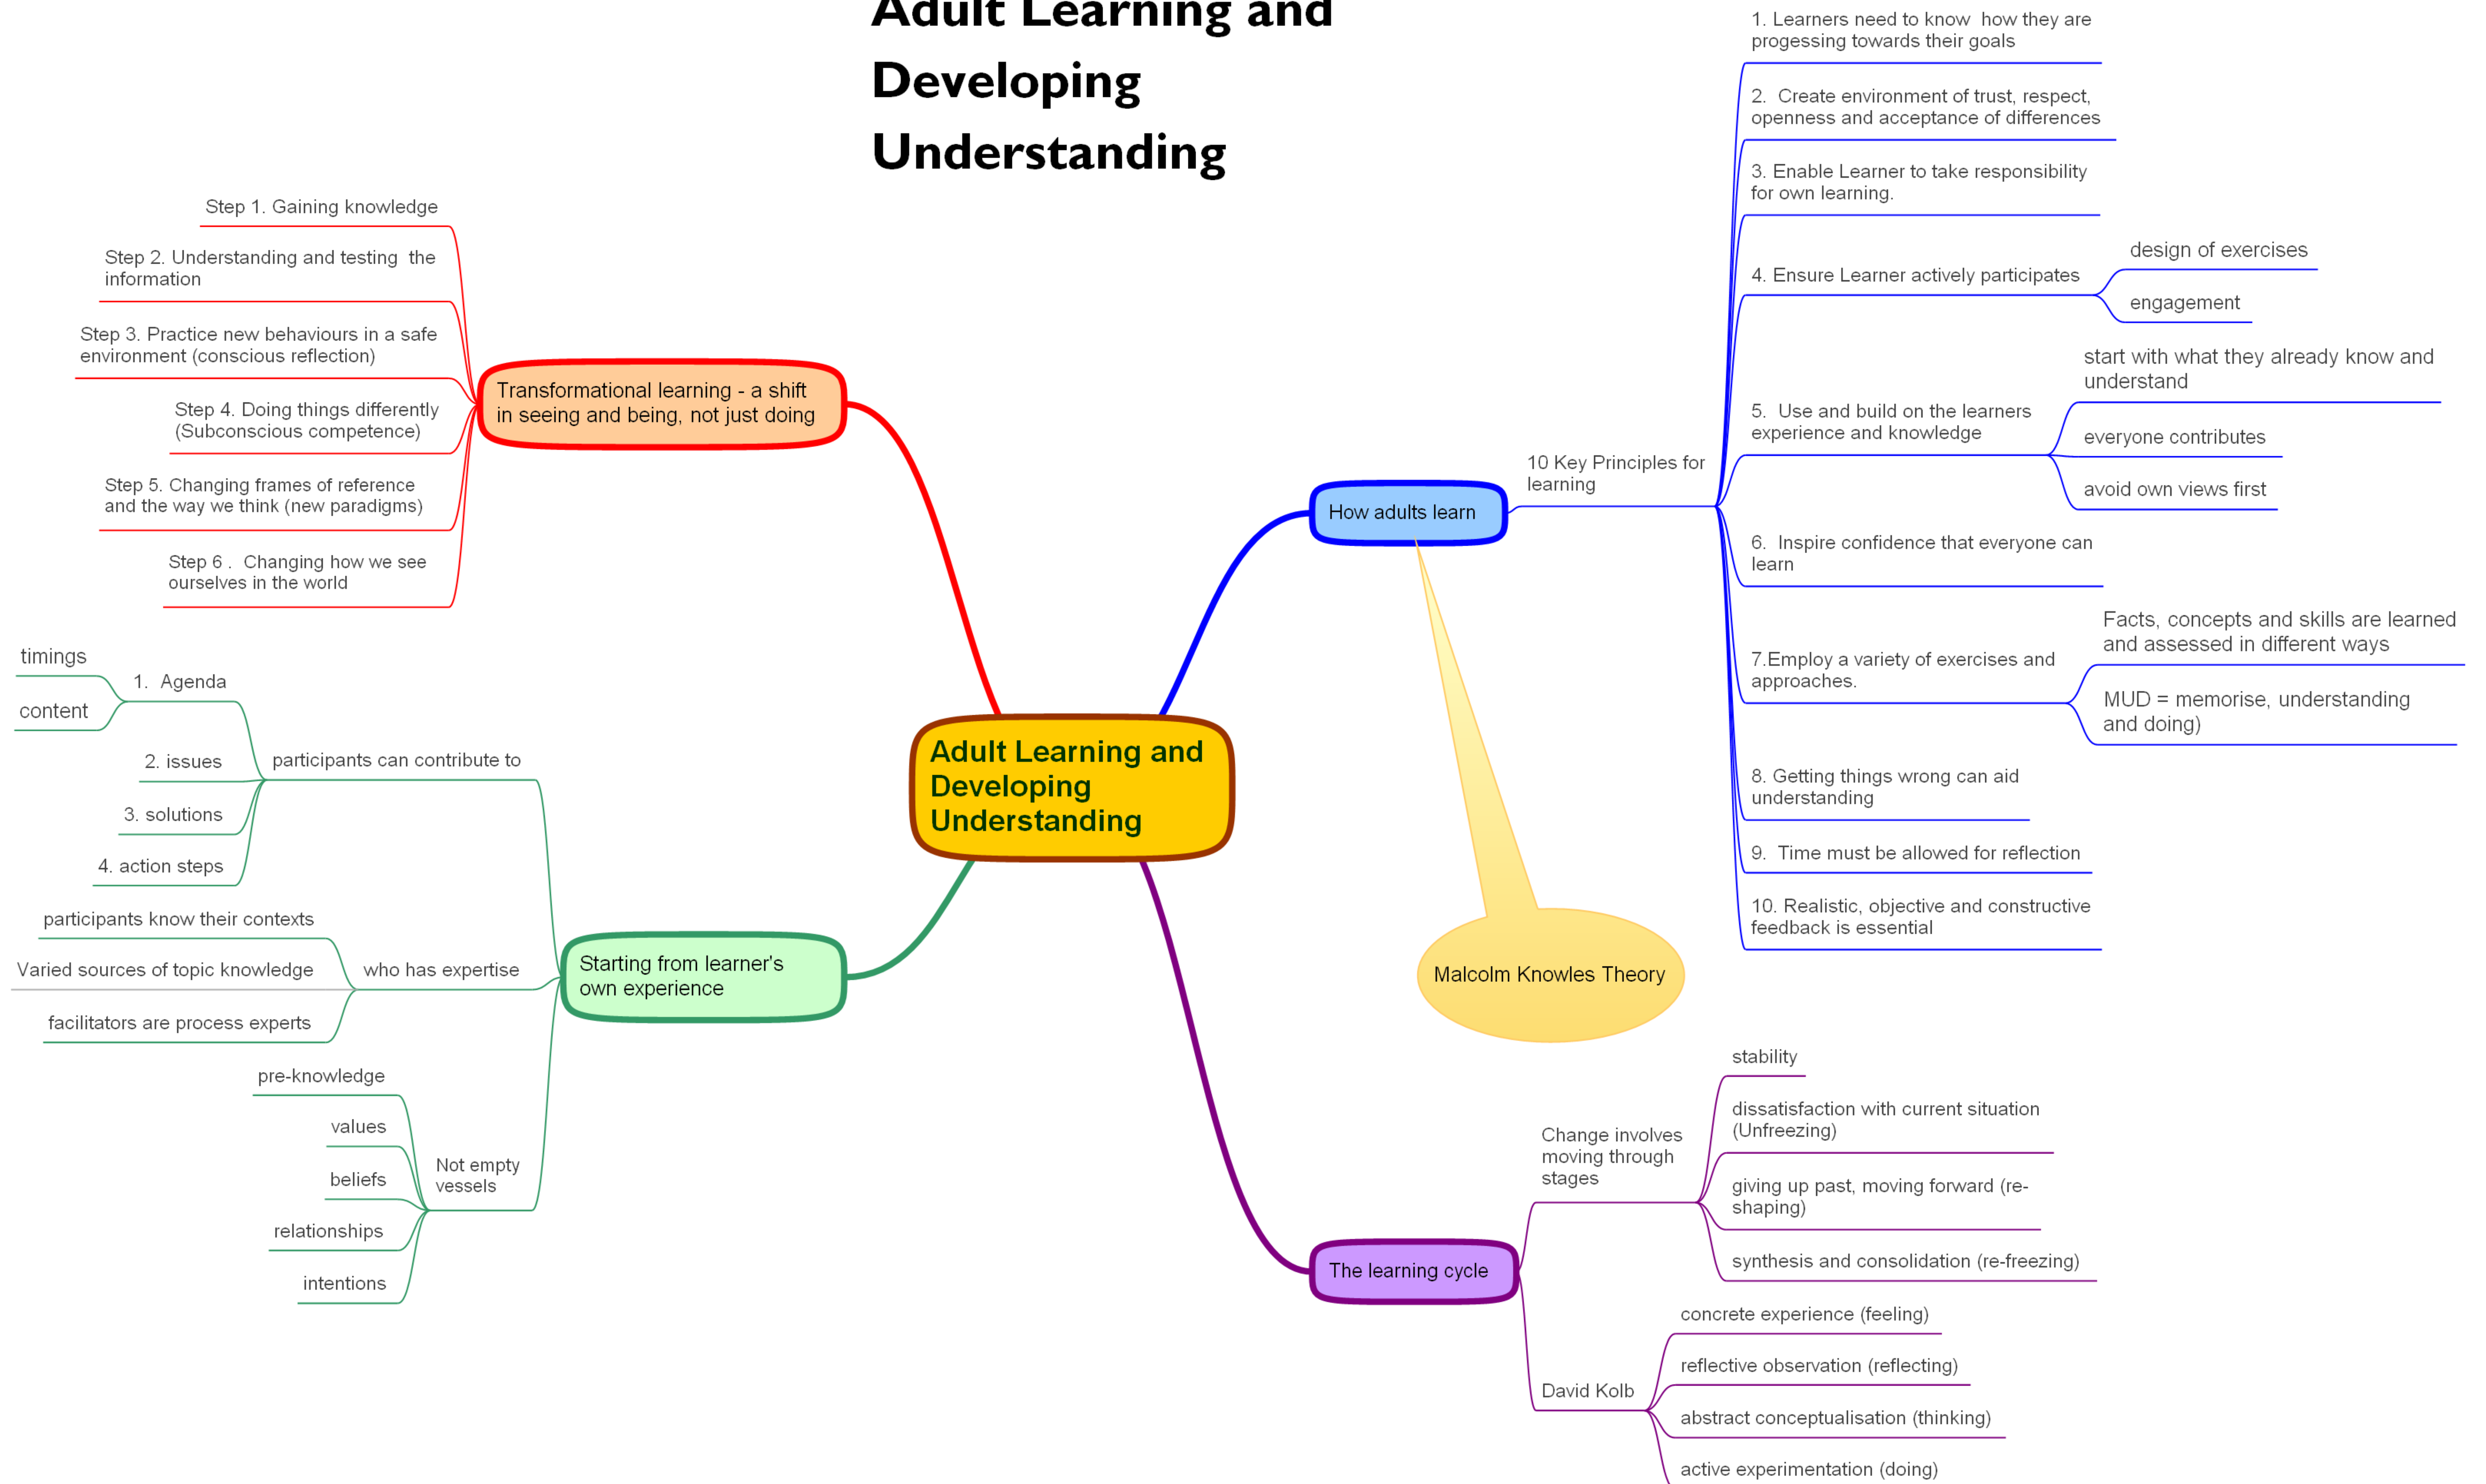 Adult Learning and
Developing
Understanding
Step 1. Gaining knowledge
Step 2. Understanding and testing  the
information
Step 3. Practice new behaviours in a safe
environment (conscious reflection)
Step 4. Doing things differently
(Subconscious competence)
Step 5. Changing frames of reference
and the way we think (new paradigms)
Step 6 .  Changing how we see
ourselves in the world
Transformational learning - a shift
in seeing and being, not just doing
timings
content
1.  Agenda
2. issues
3. solutions
4. action steps
participants can contribute to
participants know their contexts
Varied sources of topic knowledge
facilitators are process experts
who has expertise
pre-knowledge
values
beliefs
relationships
intentions
Not empty
vessels
Starting from learner's
own experience
Adult Learning and
Developing
Understanding
How adults learn
Malcolm Knowles Theory
10 Key Principles for
learning
1. Learners need to know  how they are
progessing towards their goals
2.  Create environment of trust, respect,
openness and acceptance of differences
3. Enable Learner to take responsibility
for own learning.
4. Ensure Learner actively participates
design of exercises
engagement
5.  Use and build on the learners
experience and knowledge
start with what they already know and
understand
everyone contributes
avoid own views first
6.  Inspire confidence that everyone can
learn
7.Employ a variety of exercises and
approaches.
Facts, concepts and skills are learned
and assessed in different ways
MUD = memorise, understanding
and doing)
8. Getting things wrong can aid
understanding
9.  Time must be allowed for reflection
10. Realistic, objective and constructive
feedback is essential
The learning cycle
Change involves
moving through
stages
stability
dissatisfaction with current situation
(Unfreezing)
giving up past, moving forward (re-
shaping)
synthesis and consolidation (re-freezing)
David Kolb
concrete experience (feeling)
reflective observation (reflecting)
abstract conceptualisation (thinking)
active experimentation (doing)